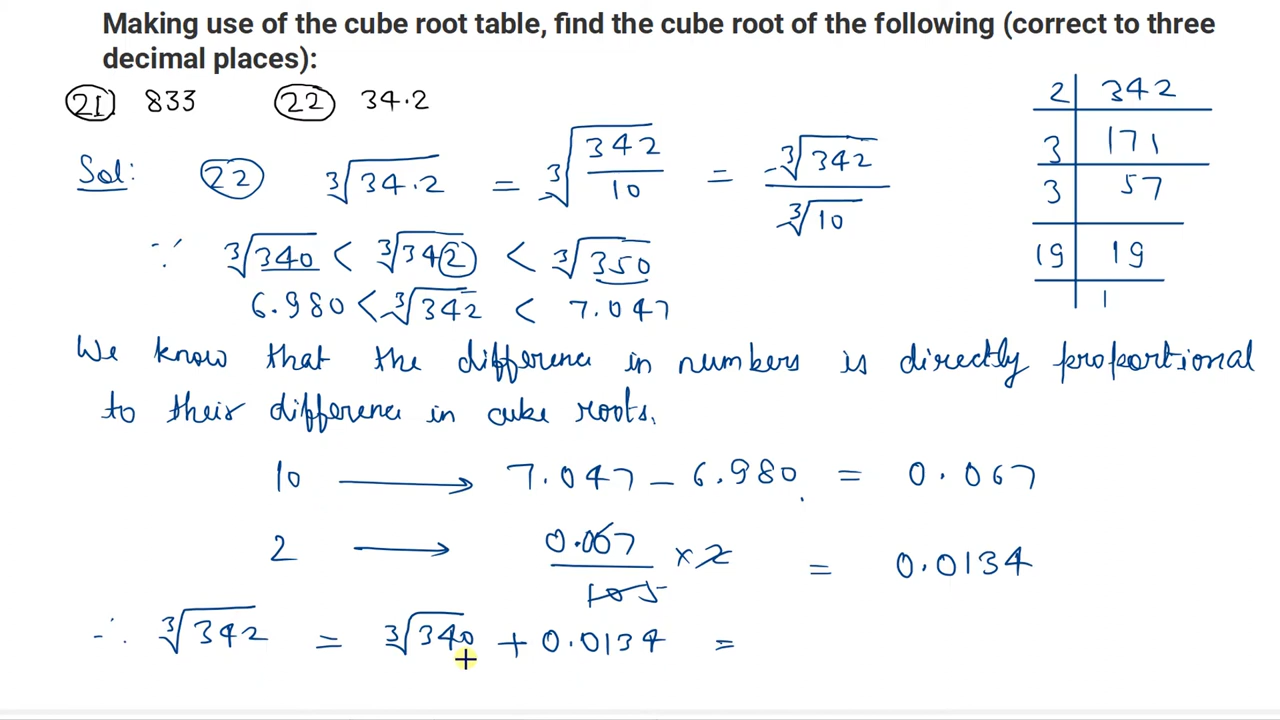 Making use of the cube root table, find the cube root of the following (correct to three
decimal places):
(21) 833 (22) 34.2
Sol: (22) ∛34.2 = ∛(342/10) = ∛342/∛10
∵ ∛340 < ∛342 < ∛350
6.980 < ∛342 < 7.047
We know that the difference in numbers is directly proportional
to their difference in cube roots.
10 → 7.047 - 6.980 = 0.067
2 → 0.067/10 5 × 2 = 0.0134
∴ ∛342 = ∛340 + 0.0134 =
2 | 342
3 | 171
3 | 57
19 | 19
| 1